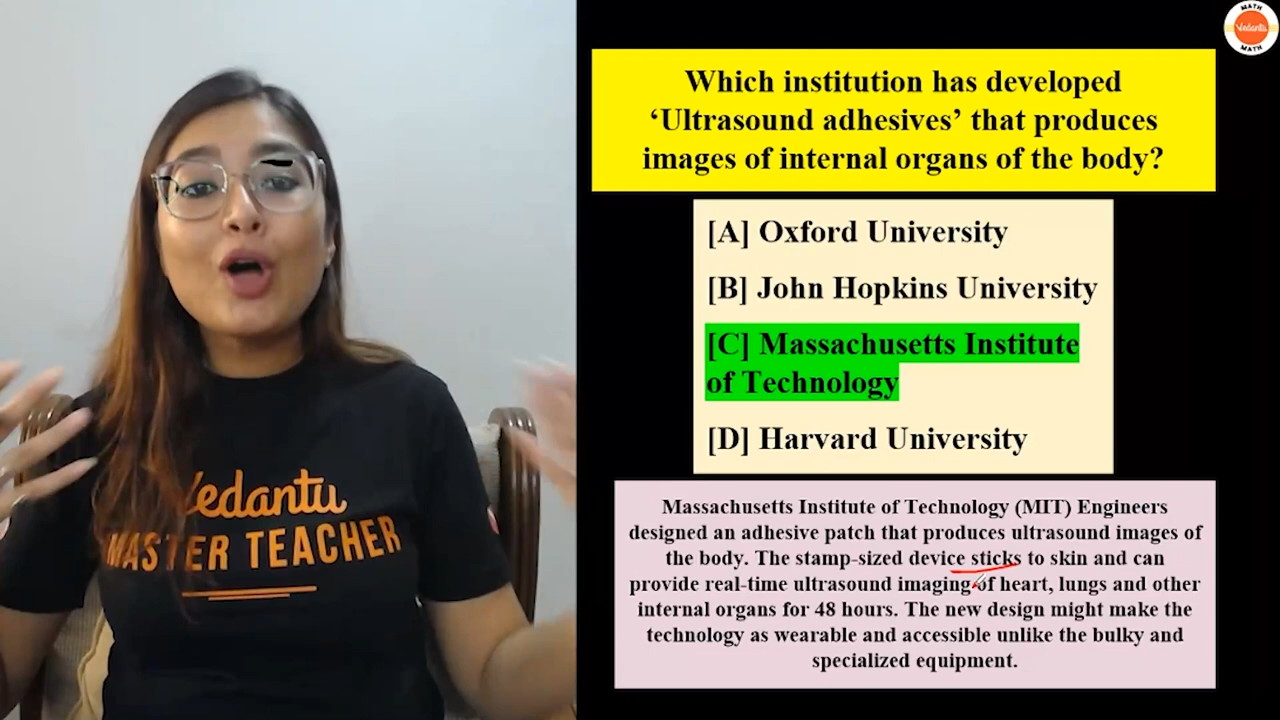 MATH
Vedantu
MATH
Which institution has developed
‘Ultrasound adhesives’ that produces
images of internal organs of the body?
[A] Oxford University
[B] John Hopkins University
[C] Massachusetts Institute
of Technology
[D] Harvard University
Massachusetts Institute of Technology (MIT) Engineers
designed an adhesive patch that produces ultrasound images of
the body. The stamp-sized device sticks to skin and can
provide real-time ultrasound imaging of heart, lungs and other
internal organs for 48 hours. The new design might make the
technology as wearable and accessible unlike the bulky and
specialized equipment.
Vedantu
MASTER TEACHER